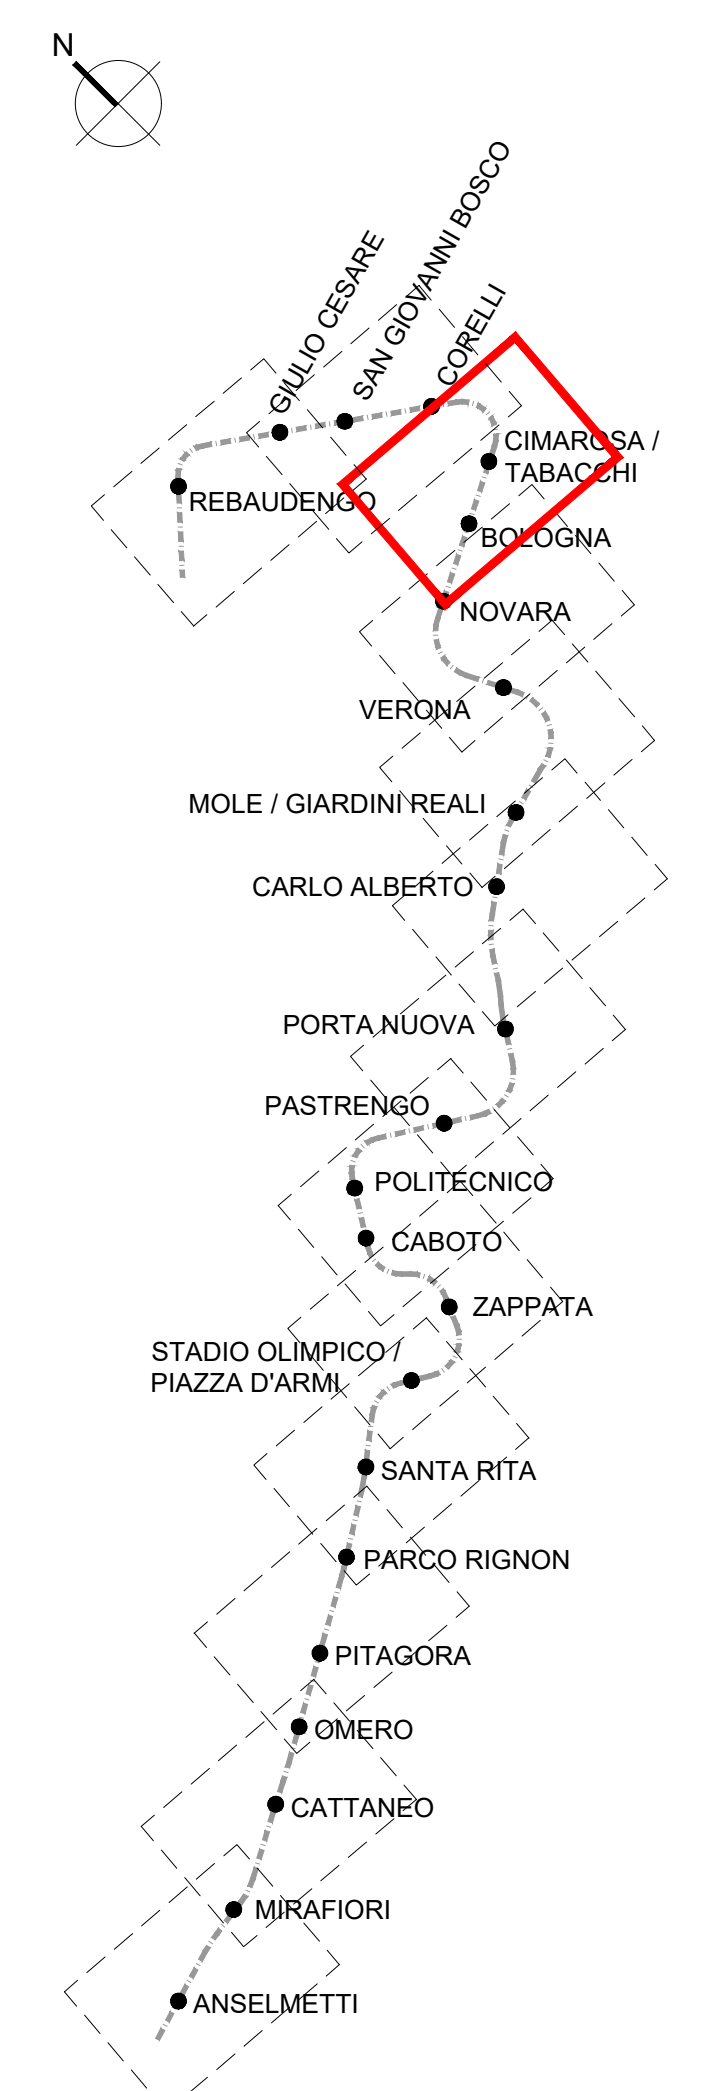 N
GIULIO CESARE
SAN GIOVANNI BOSCO
CORELLI
CIMAROSA /
TABACCHI
REBAUDENGO
BOLOGNA
NOVARA
VERONA
MOLE / GIARDINI REALI
CARLO ALBERTO
PORTA NUOVA
PASTRENGO
POLITECNICO
CABOTO
ZAPPATA
STADIO OLIMPICO /
PIAZZA D'ARMI
SANTA RITA
PARCO RIGNON
PITAGORA
OMERO
CATTANEO
MIRAFIORI
ANSELMETTI